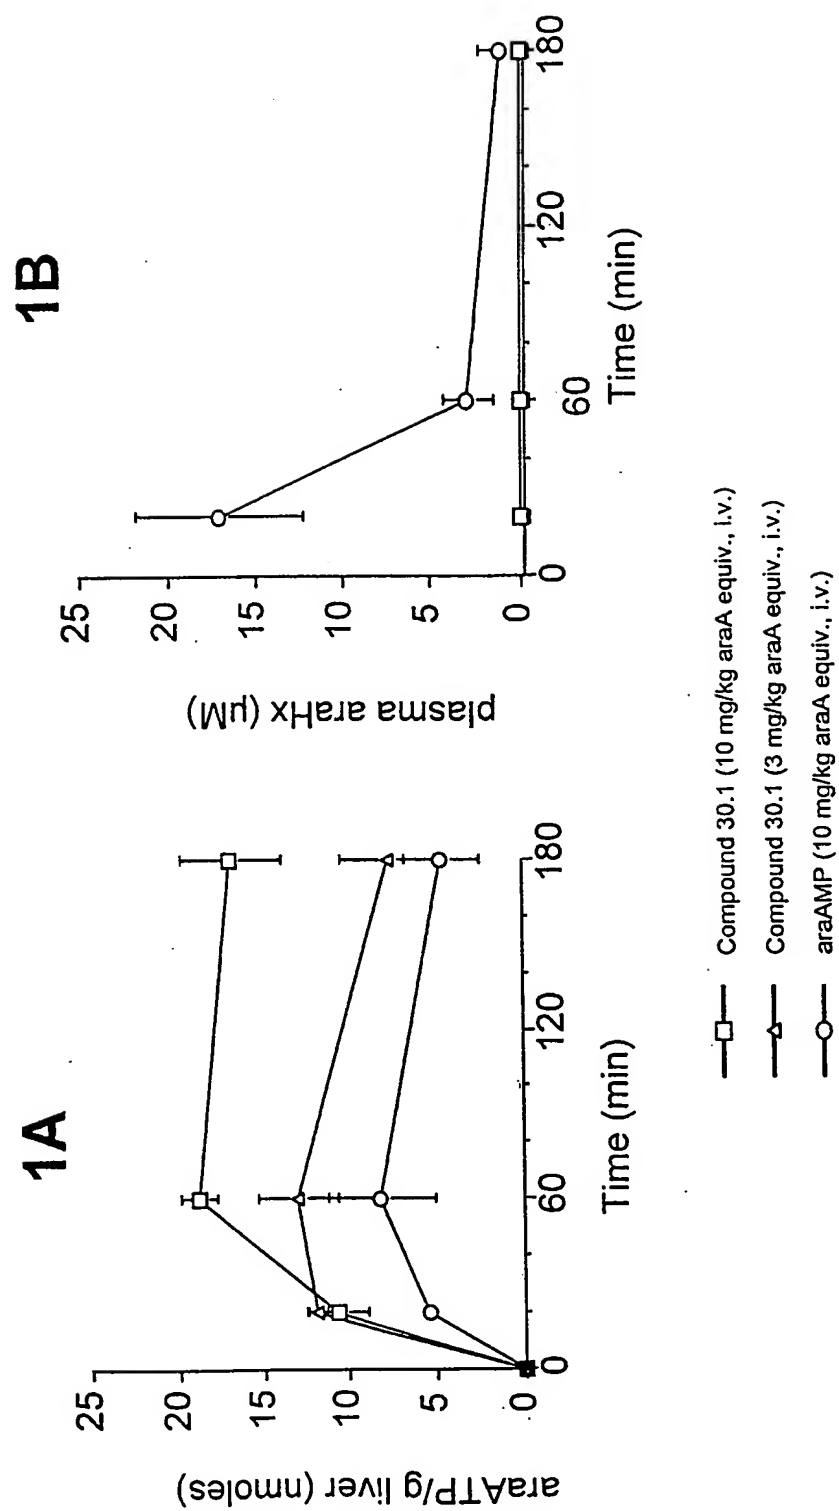 1A
araATP/g liver (nmoles)
25
20
15
10
5
0
0
60
120
180
Time (min)
1B
plasma araHx (µM)
25
20
15
10
5
0
0
60
120
180
Time (min)
Compound 30.1 (10 mg/kg araA equiv., i.v.)
Compound 30.1 (3 mg/kg araA equiv., i.v.)
araAMP (10 mg/kg araA equiv., i.v.)